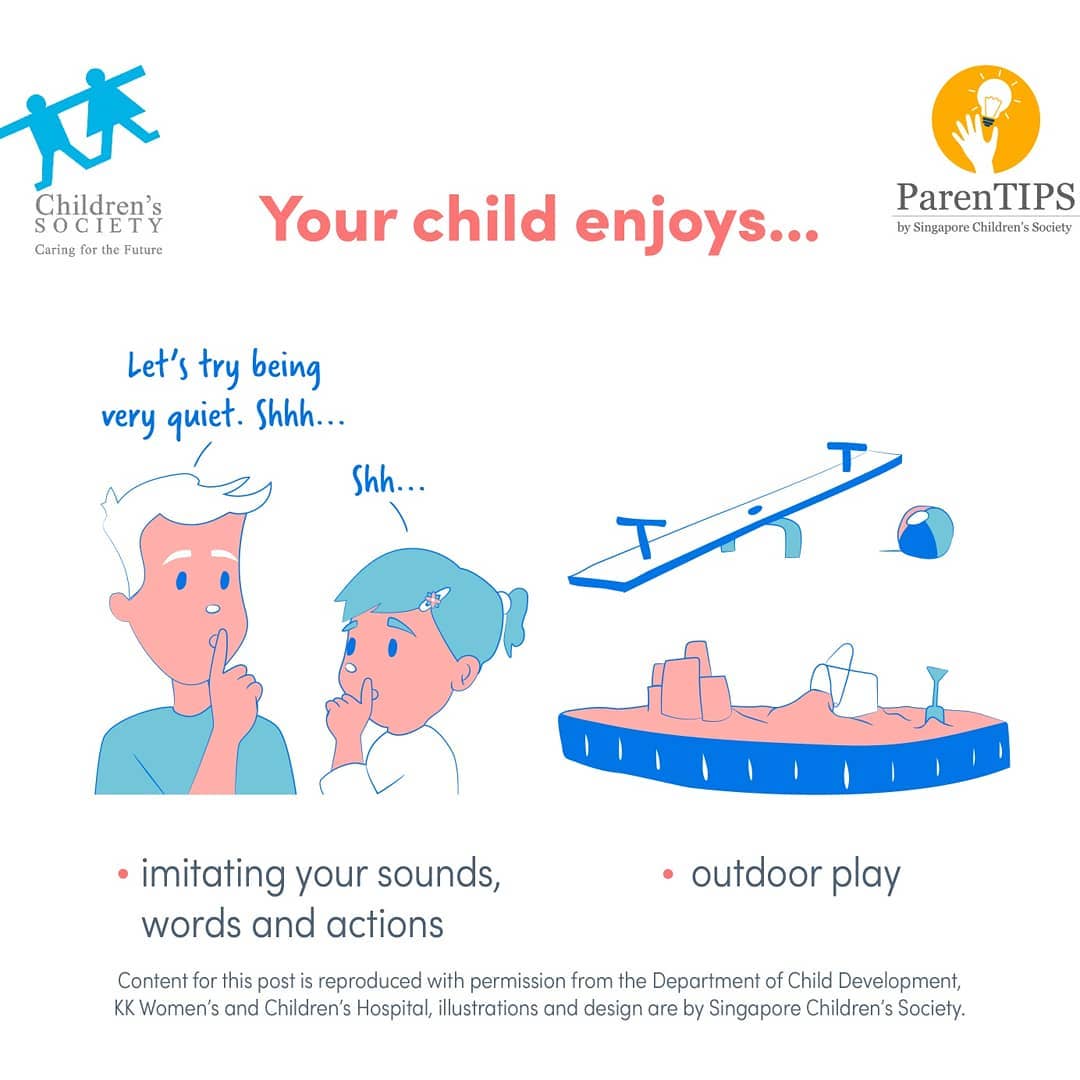 Children's
SOCIETY
Caring for the Future
ParenTIPS
by Singapore Children's Society
Your child enjoys...
Let's try being
very quiet. Shhh...
Shh...
• imitating your sounds,
words and actions
• outdoor play
Content for this post is reproduced with permission from the Department of Child Development,
KK Women's and Children's Hospital, illustrations and design are by Singapore Children's Society.